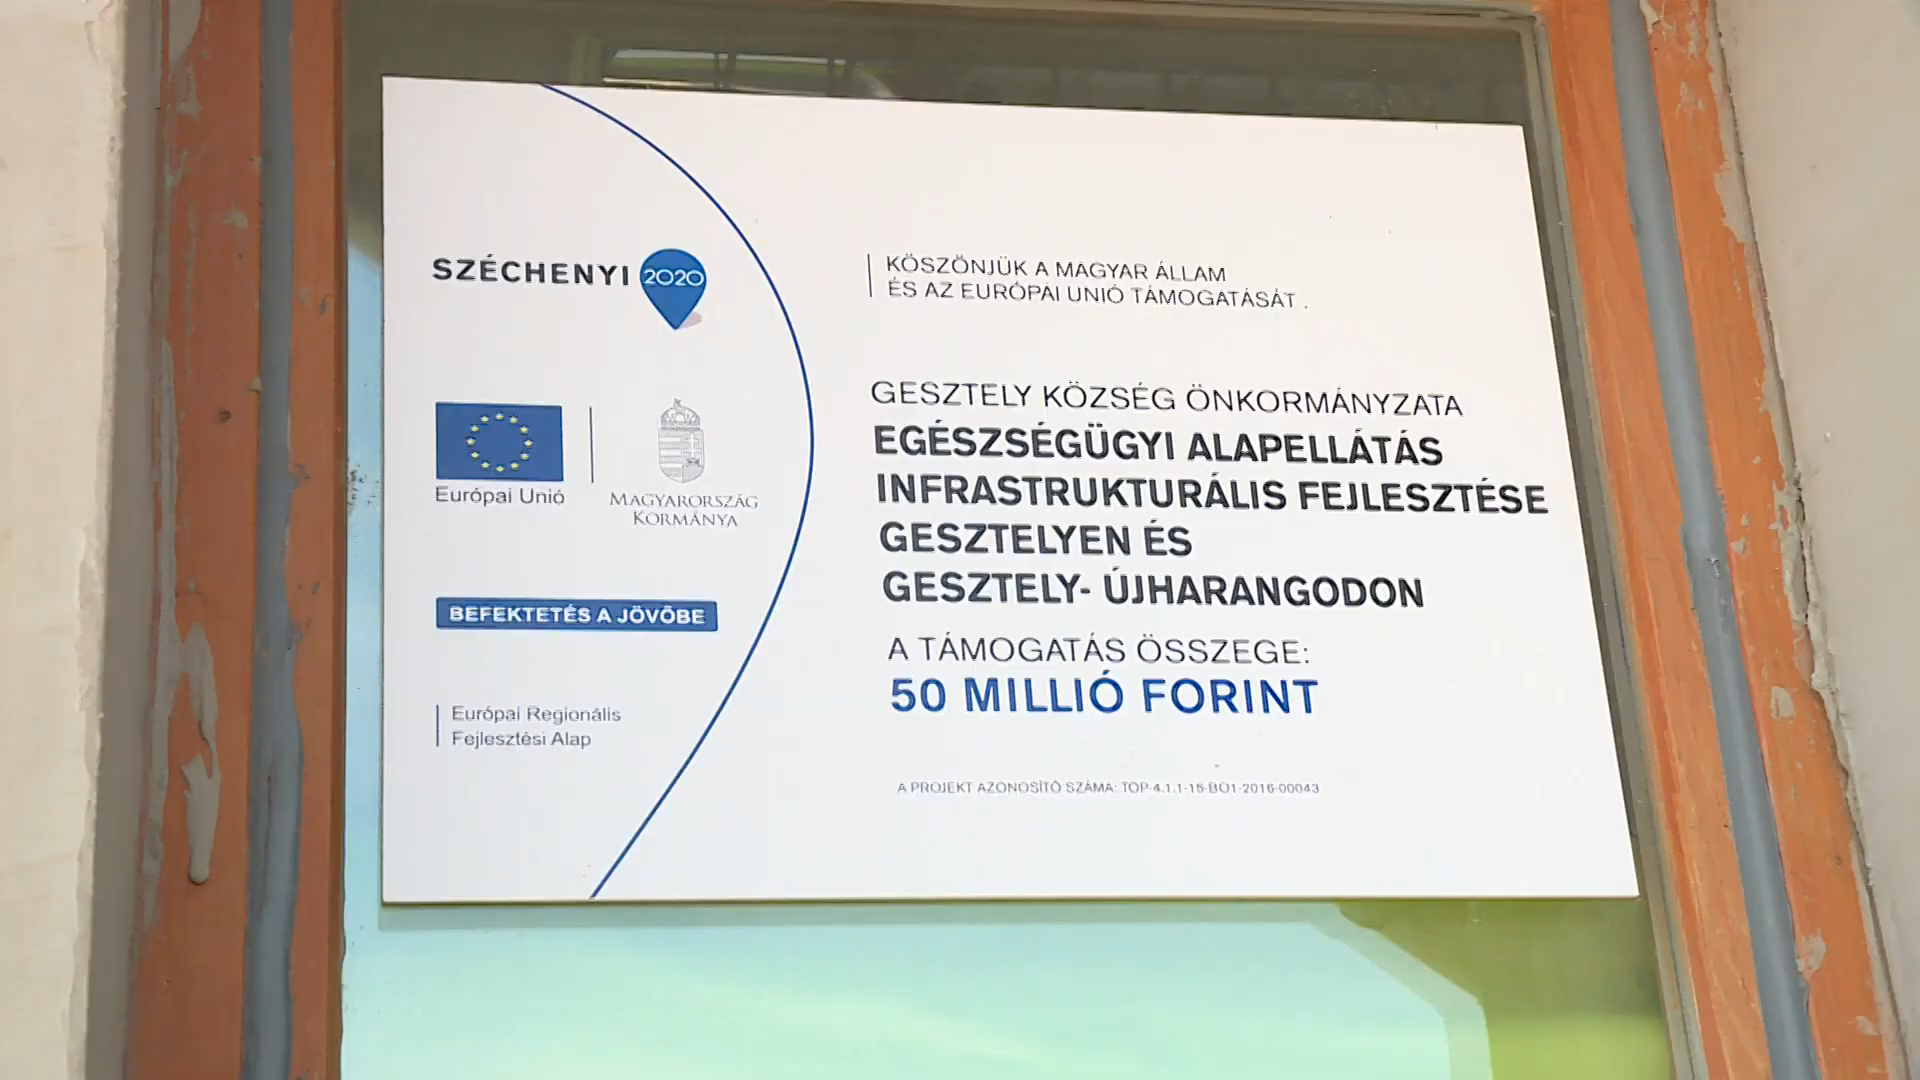 SZÉCHENYI 2020
Európai Unió
MAGYARORSZÁG
KORMÁNYA
BEFEKTETÉS A JÖVŐBE
Európai Regionális
Fejlesztési Alap
KÖSZÖNJÜK A MAGYAR ÁLLAM
ÉS AZ EURÓPAI UNIÓ TÁMOGATÁSÁT .
GESZTELY KÖZSÉG ÖNKORMÁNYZATA
EGÉSZSÉGÜGYI ALAPELLÁTÁS
INFRASTRUKTURÁLIS FEJLESZTÉSE
GESZTELYEN ÉS
GESZTELY- ÚJHARANGODON
A TÁMOGATÁS ÖSSZEGE:
50 MILLIÓ FORINT
A PROJEKT AZONOSÍTÓ SZÁMA: TOP-4.1.1-15-BO1-2016-00043